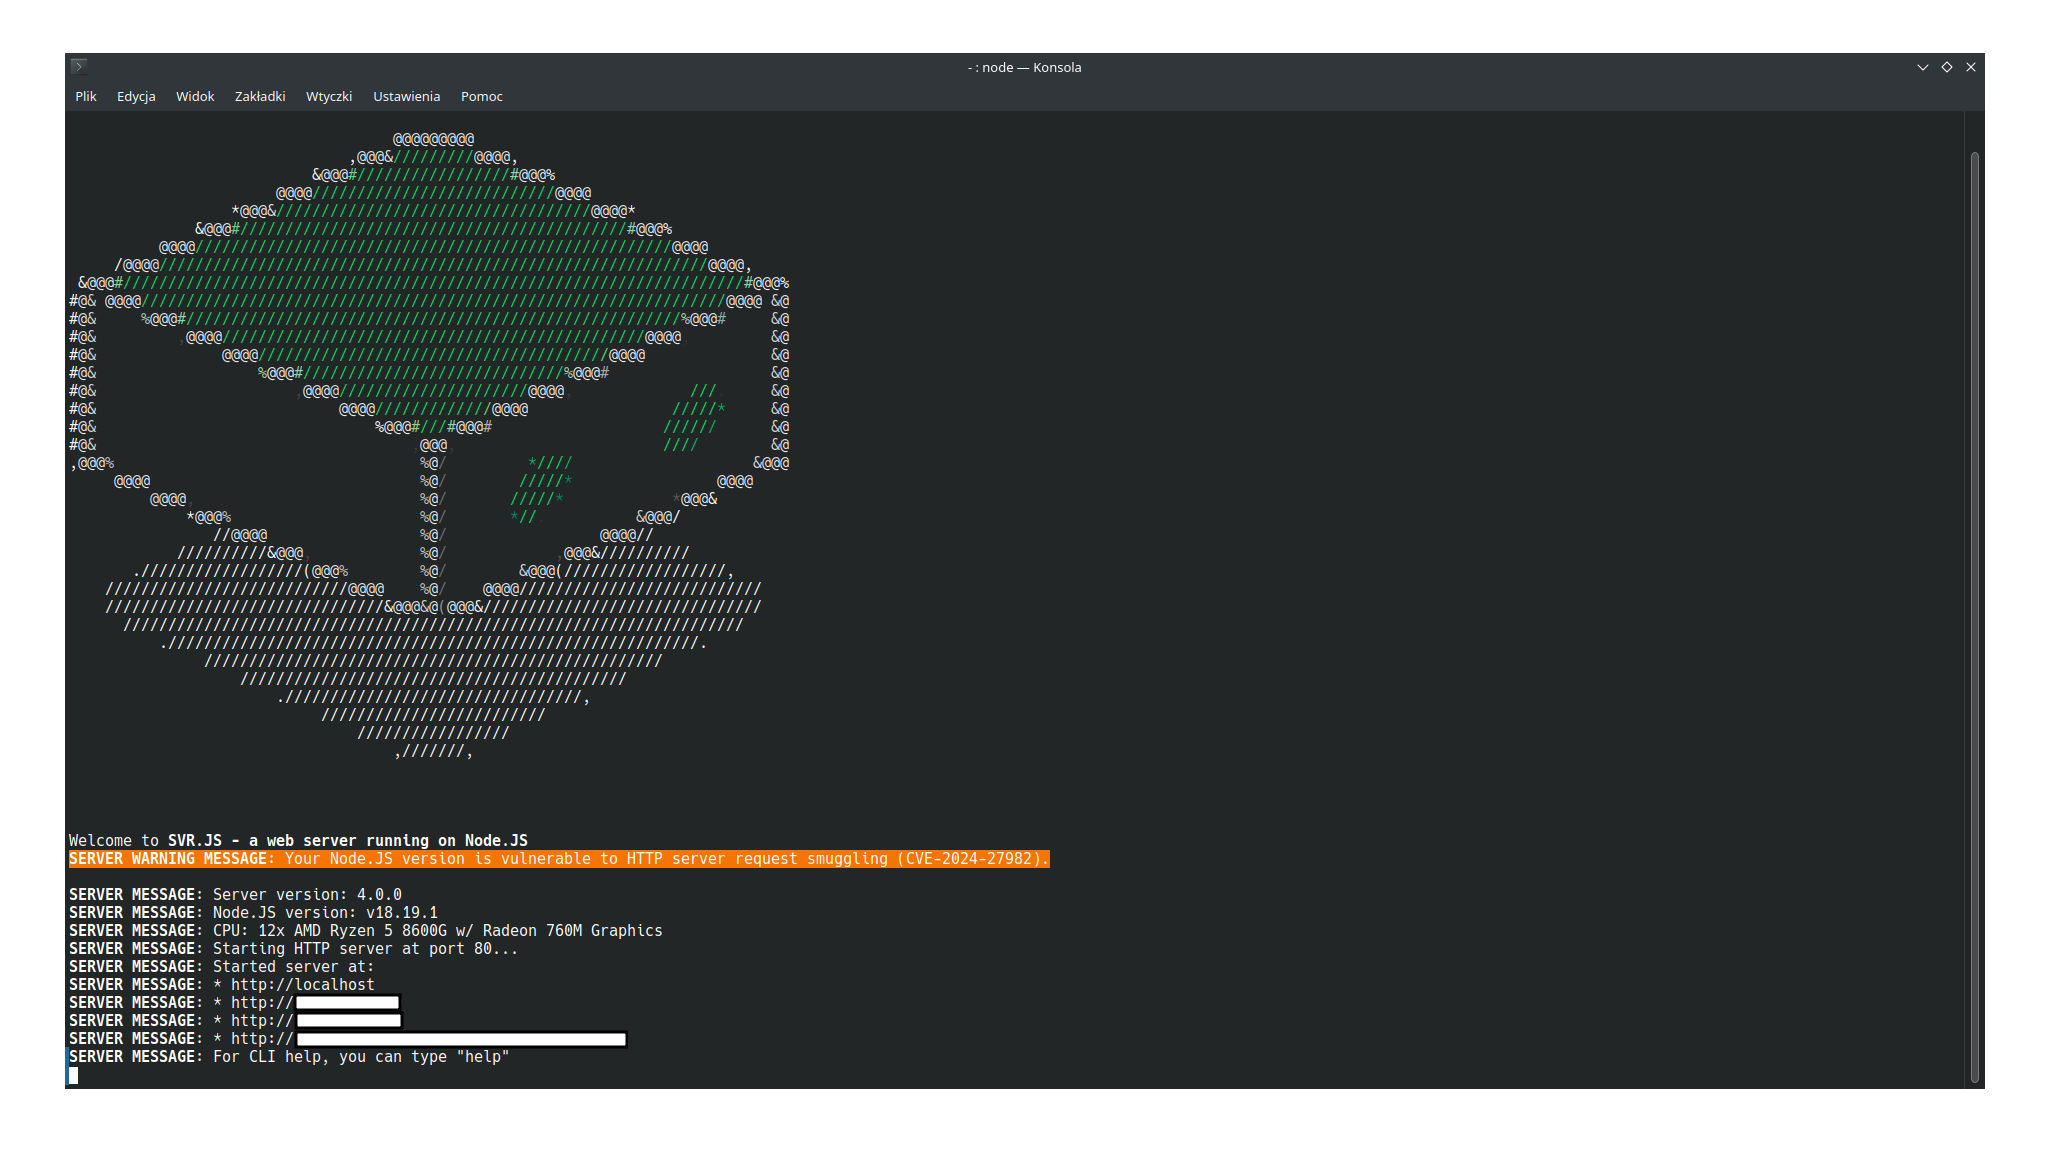 - : node — Konsola
Plik Edycja Widok Zakładki Wtyczki Ustawienia Pomoc
Welcome to SVR.JS - a web server running on Node.JS
SERVER WARNING MESSAGE: Your Node.JS version is vulnerable to HTTP server request smuggling (CVE-2024-27982).
SERVER MESSAGE: Server version: 4.0.0
SERVER MESSAGE: Node.JS version: v18.19.1
SERVER MESSAGE: CPU: 12x AMD Ryzen 5 8600G w/ Radeon 760M Graphics
SERVER MESSAGE: Starting HTTP server at port 80...
SERVER MESSAGE: Started server at:
SERVER MESSAGE: * http://localhost
SERVER MESSAGE: * http://
SERVER MESSAGE: * http://
SERVER MESSAGE: * http://
SERVER MESSAGE: For CLI help, you can type "help"